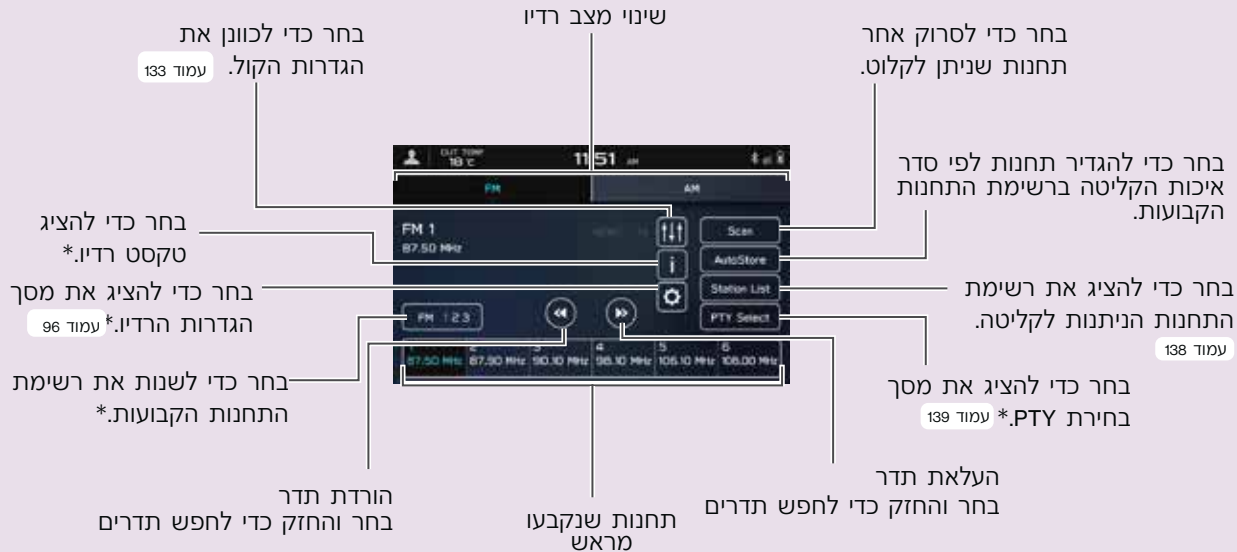 שינוי מצב רדיו
בחר כדי לכוונן את
הגדרות הקול. עמוד 133
בחר כדי לסרוק אחר
תחנות שניתן לקלוט.
בחר כדי להגדיר תחנות לפי סדר
איכות הקליטה ברשימת התחנות
הקבועות.
בחר כדי להציג
טקסט רדיו.*
בחר כדי להציג את מסך
הגדרות הרדיו.* עמוד 96
בחר כדי לשנות את רשימת
התחנות הקבועות.*
בחר כדי להציג את רשימת
התחנות הניתנות לקליטה.
עמוד 138
בחר כדי להציג את מסך
בחירת PTY.* עמוד 139
OUT TEMP
18 °C
11:51 AM
FM
AM
FM 1
87.50 MHz
i
Scan
AutoStore
Station List
PTY Select
FM 1 2 3
1 2 3 4 5 6
87.50 MHz 87.90 MHz 90.10 MHz 98.10 MHz 106.10 MHz 108.00 MHz
הורדת תדר
בחר והחזק כדי לחפש תדרים
תחנות שנקבעו
מראש
העלאת תדר
בחר והחזק כדי לחפש תדרים